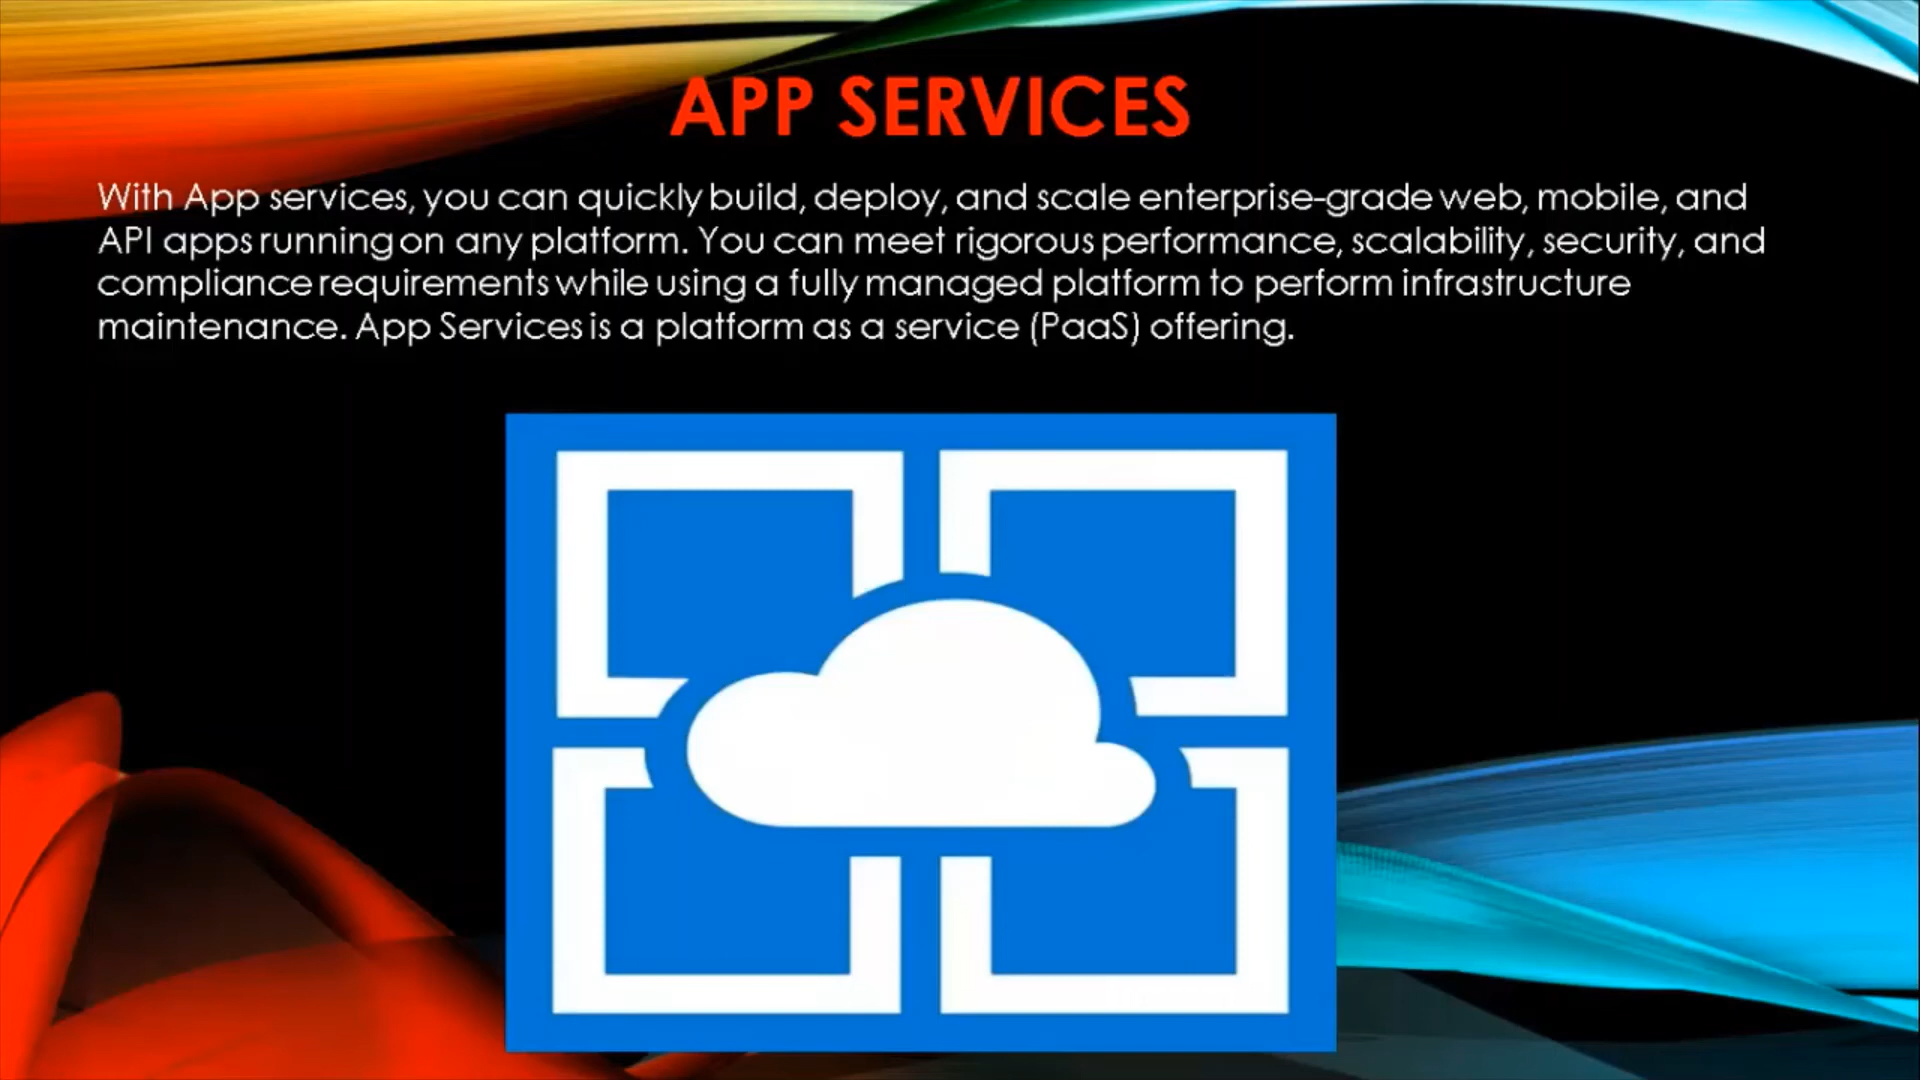 APP SERVICES
With App services, you can quickly build, deploy, and scale enterprise-grade web, mobile, and
API apps running on any platform. You can meet rigorous performance, scalability, security, and
compliance requirements while using a fully managed platform to perform infrastructure
maintenance. App Services is a platform as a service (PaaS) offering.